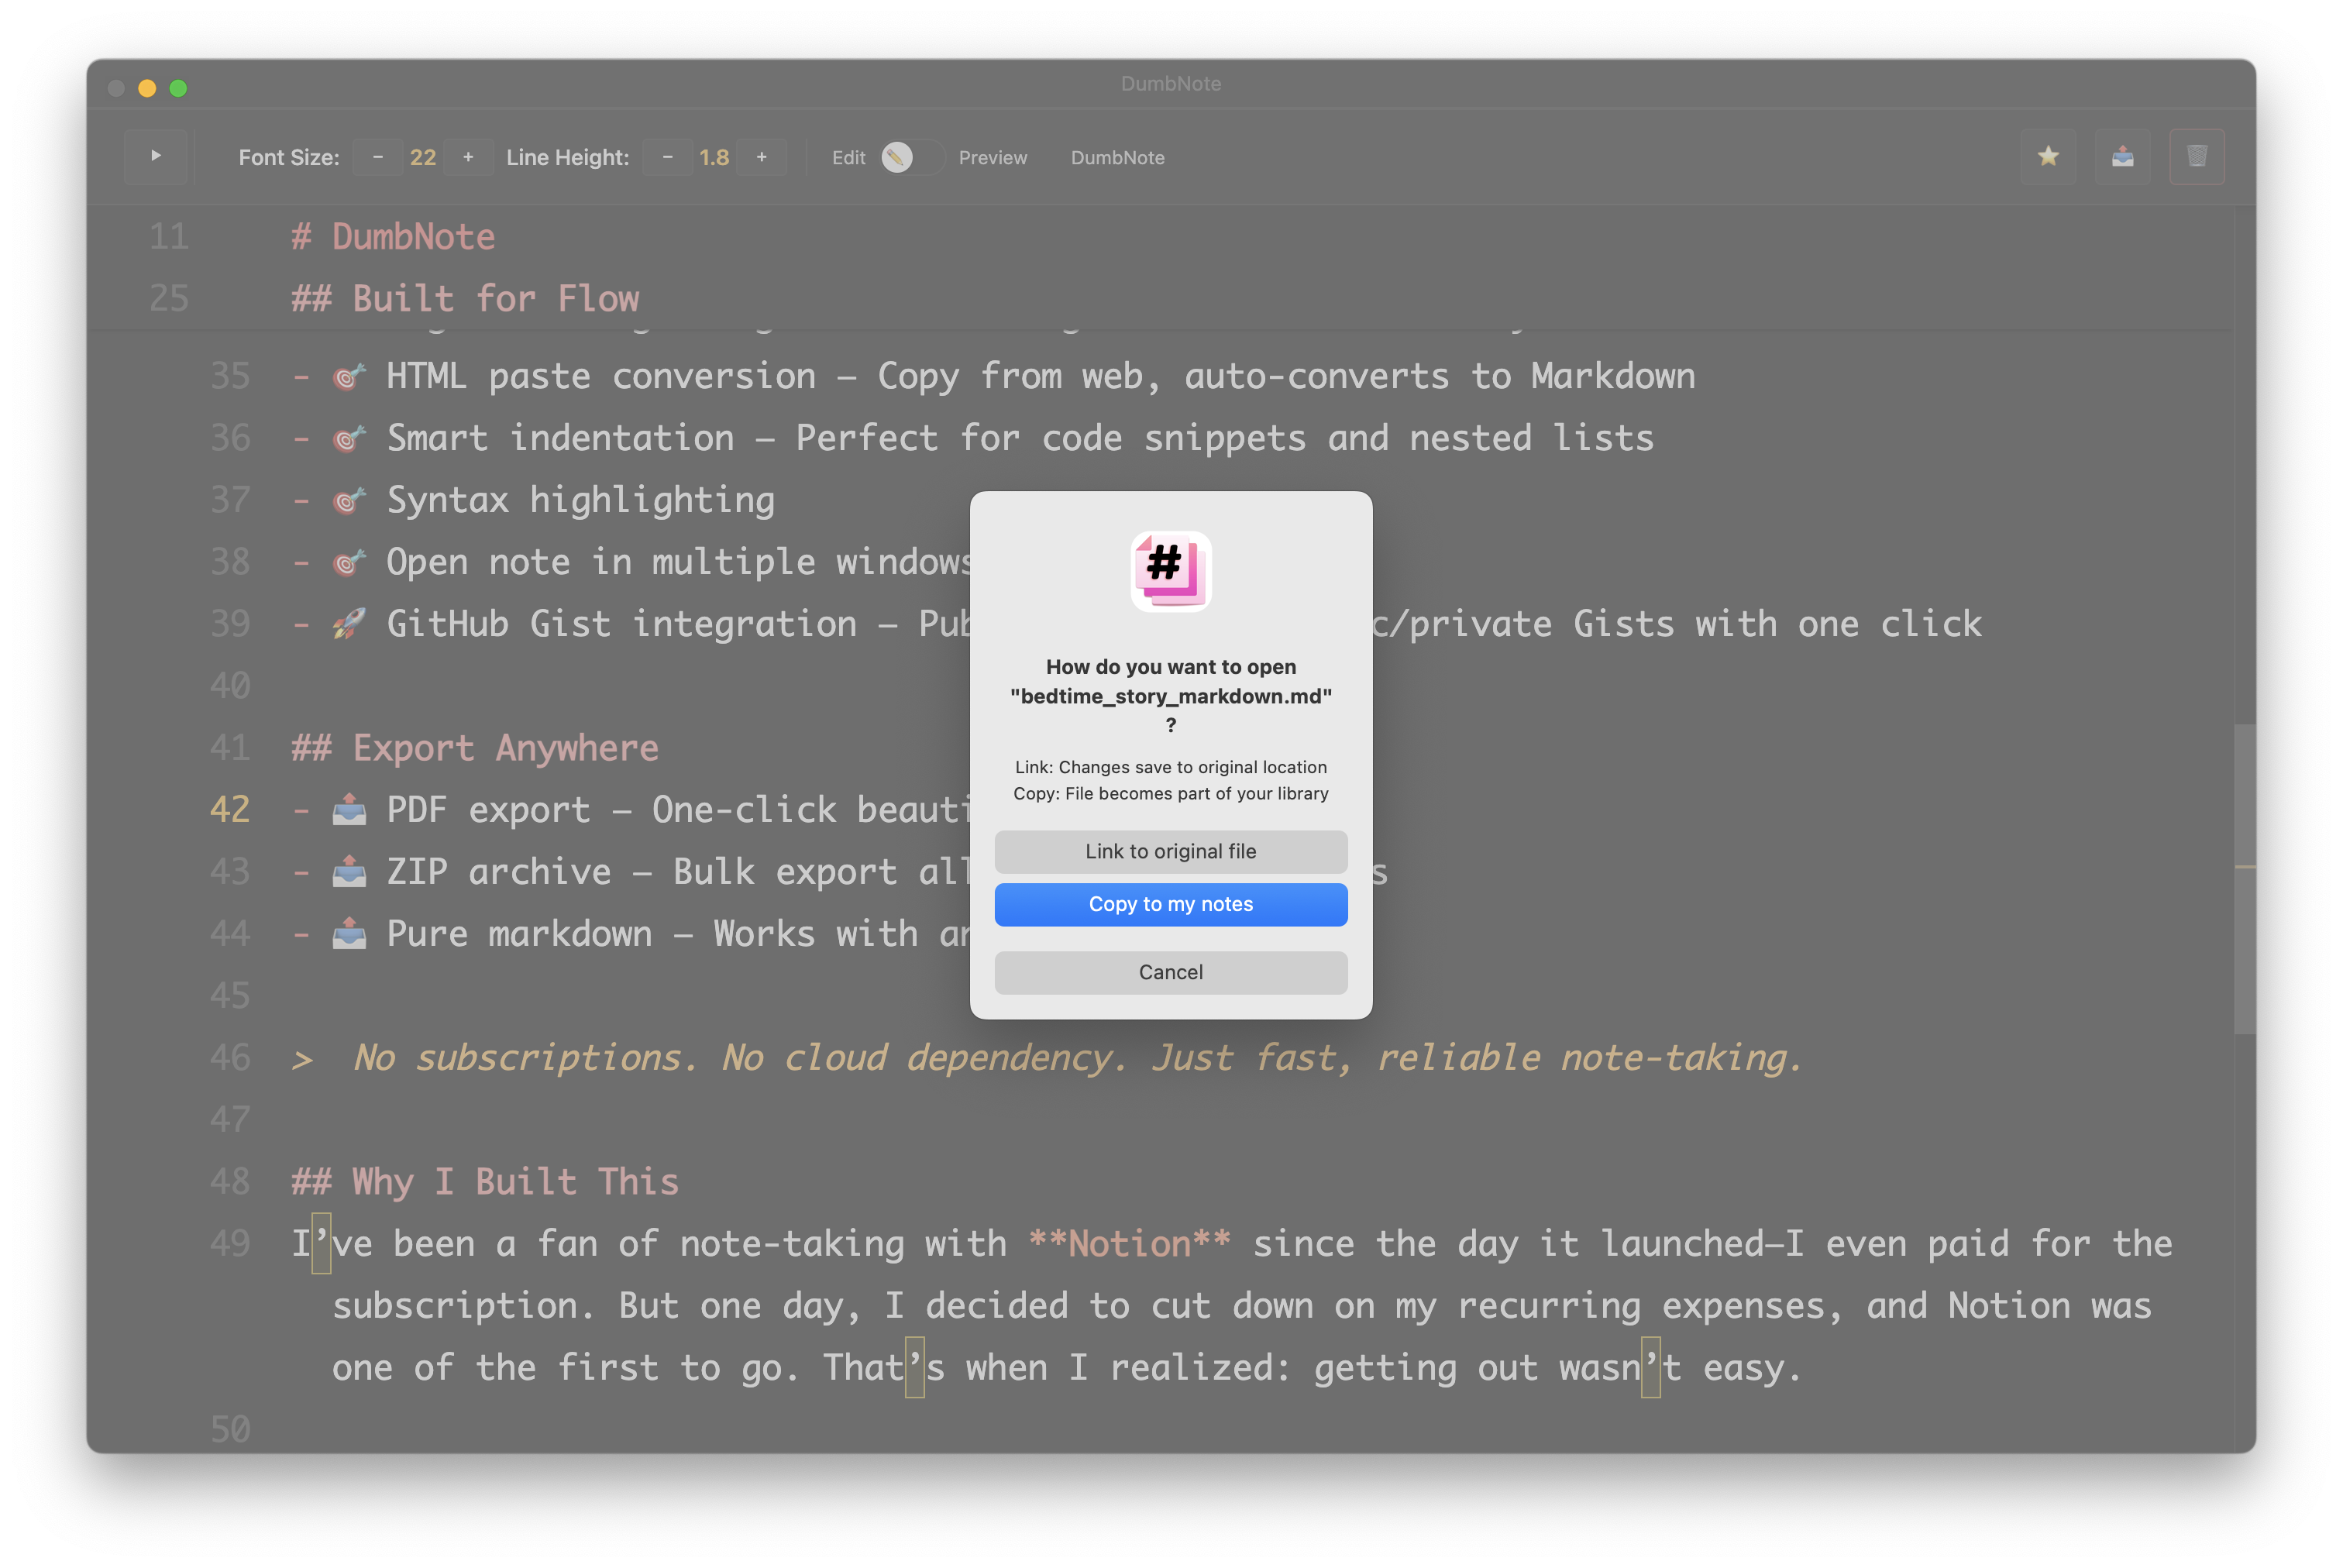 DumbNote
Font Size: - 22 + Line Height: - 1.8 + Edit Preview DumbNote
11 # DumbNote
25 ## Built for Flow
35 - HTML paste conversion — Copy from web, auto-converts to Markdown
36 - Smart indentation — Perfect for code snippets and nested lists
37 - Syntax highlighting
38 - Open note in multiple windows
39 - GitHub Gist integration — Pub c/private Gists with one click
40
41 ## Export Anywhere
42 - PDF export — One-click beauti
43 - ZIP archive — Bulk export all s
44 - Pure markdown — Works with an
45
46 > No subscriptions. No cloud dependency. Just fast, reliable note-taking.
47
48 ## Why I Built This
49 I’ve been a fan of note-taking with **Notion** since the day it launched—I even paid for the
subscription. But one day, I decided to cut down on my recurring expenses, and Notion was
one of the first to go. That’s when I realized: getting out wasn’t easy.
50
#
How do you want to open
"bedtime_story_markdown.md"
?
Link: Changes save to original location
Copy: File becomes part of your library
Link to original file
Copy to my notes
Cancel